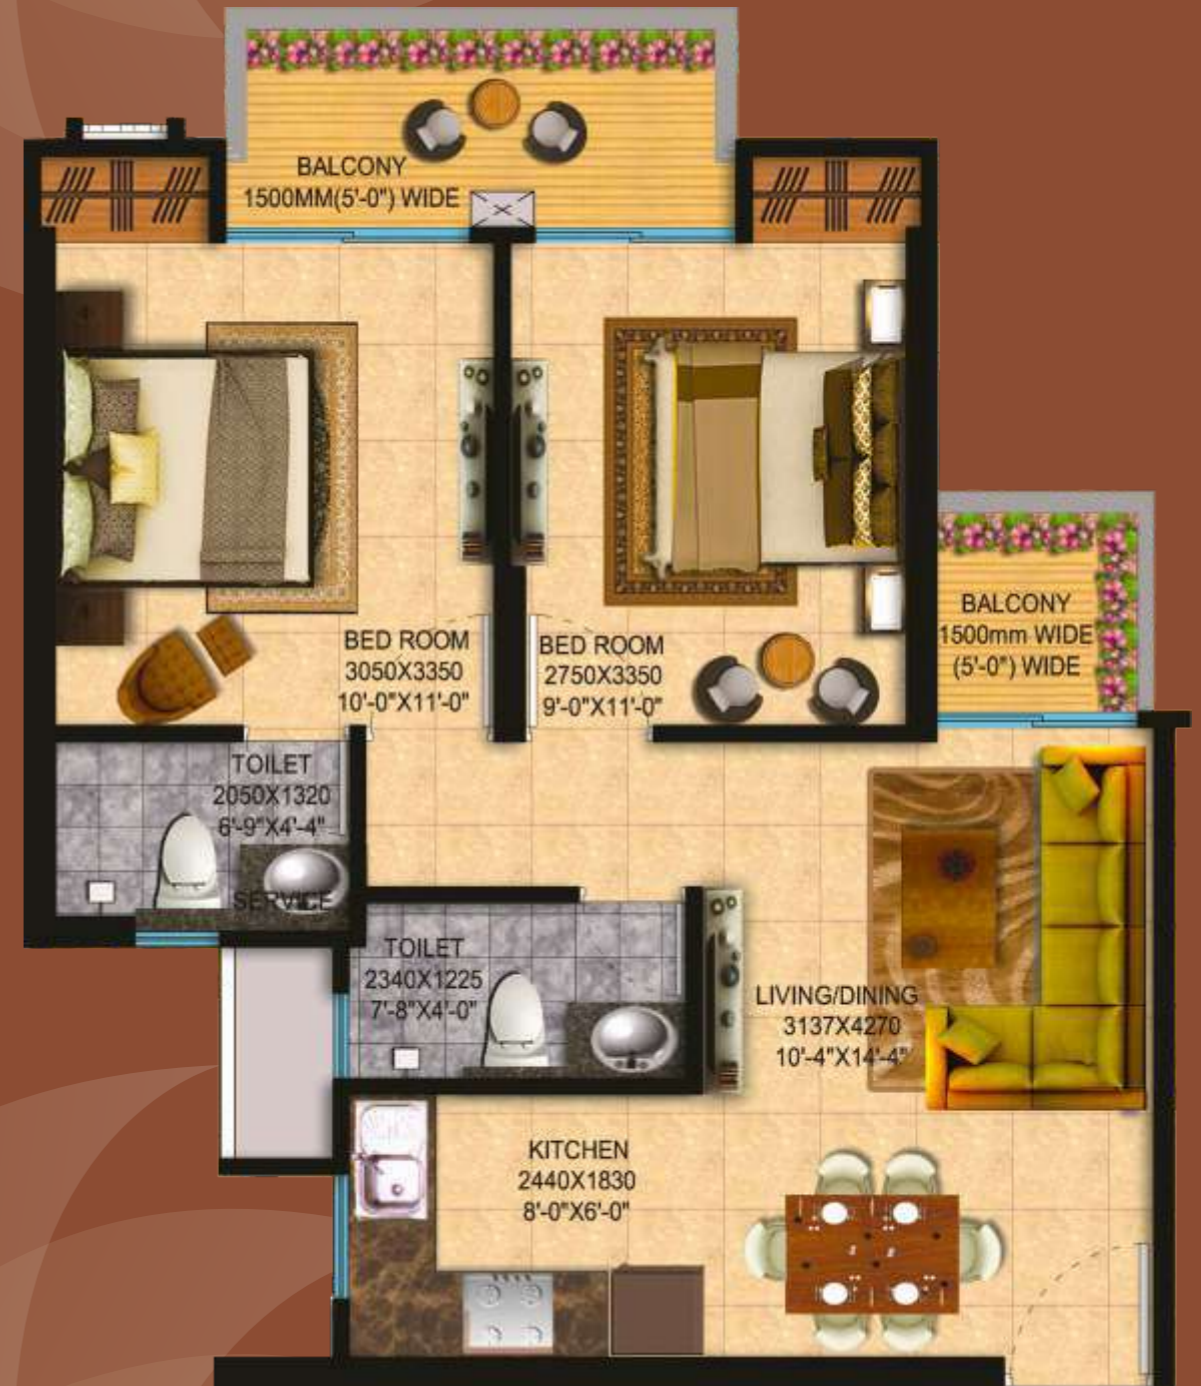 BALCONY
1500MM(5'-0") WIDE
BED ROOM
3050X3350
10'-0"X11'-0"
BED ROOM
2750X3350
9'-0"X11'-0"
BALCONY
1500mm WIDE
(5'-0") WIDE
TOILET
2050X1320
6'-9"X4'-4"
SERVICE
TOILET
2340X1225
7'-8"X4'-0"
LIVING/DINING
3137X4270
10'-4"X14'-4"
KITCHEN
2440X1830
8'-0"X6'-0"